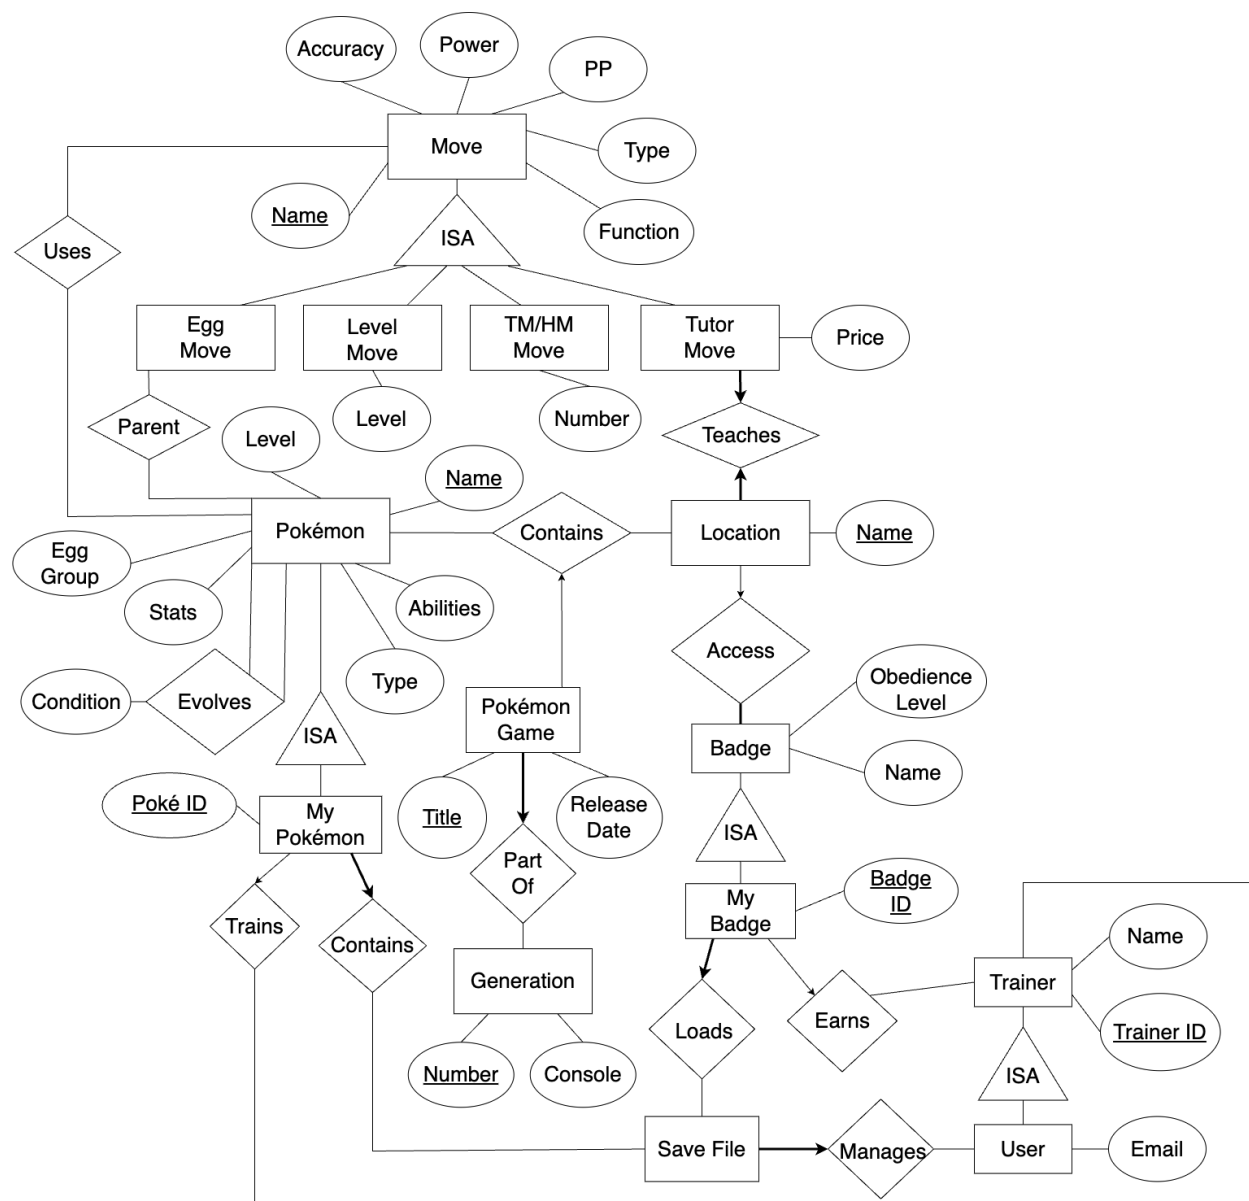 Accuracy
Power
PP
Move
Type
Name
Function
ISA
Uses
Egg
Move
Level
Move
TM/HM
Move
Tutor
Move
Price
Parent
Level
Level
Number
Teaches
Name
Pokémon
Contains
Location
Name
Egg
Group
Stats
Abilities
Access
Type
Condition
Evolves
Obedience
Level
ISA
Pokémon
Game
Badge
Name
Poké ID
My
Pokémon
Title
Release
Date
ISA
Part
Of
Badge
ID
My
Badge
Trains
Contains
Name
Generation
Trainer
Loads
Earns
Trainer ID
Number
Console
ISA
Save File
Manages
User
Email